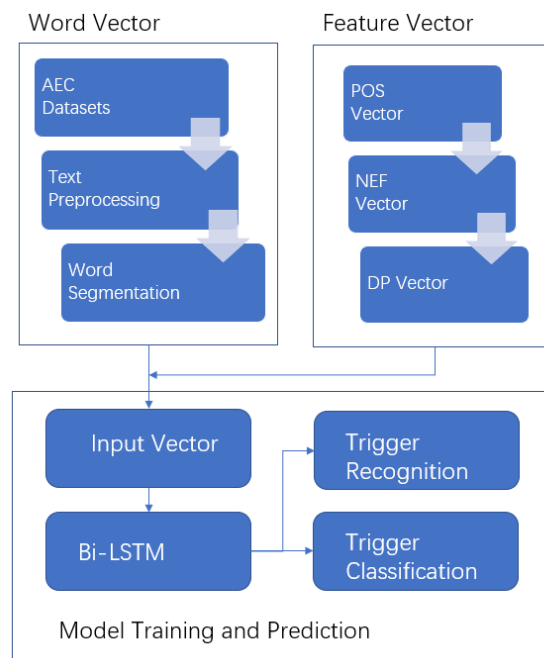 Word Vector
AEC
Datasets
Text
Preprocessing
Word
Segmentation
Feature Vector
POS
Vector
NEF
Vector
DP Vector
Input Vector
Bi-LSTM
Trigger
Recognition
Trigger
Classification
Model Training and Prediction